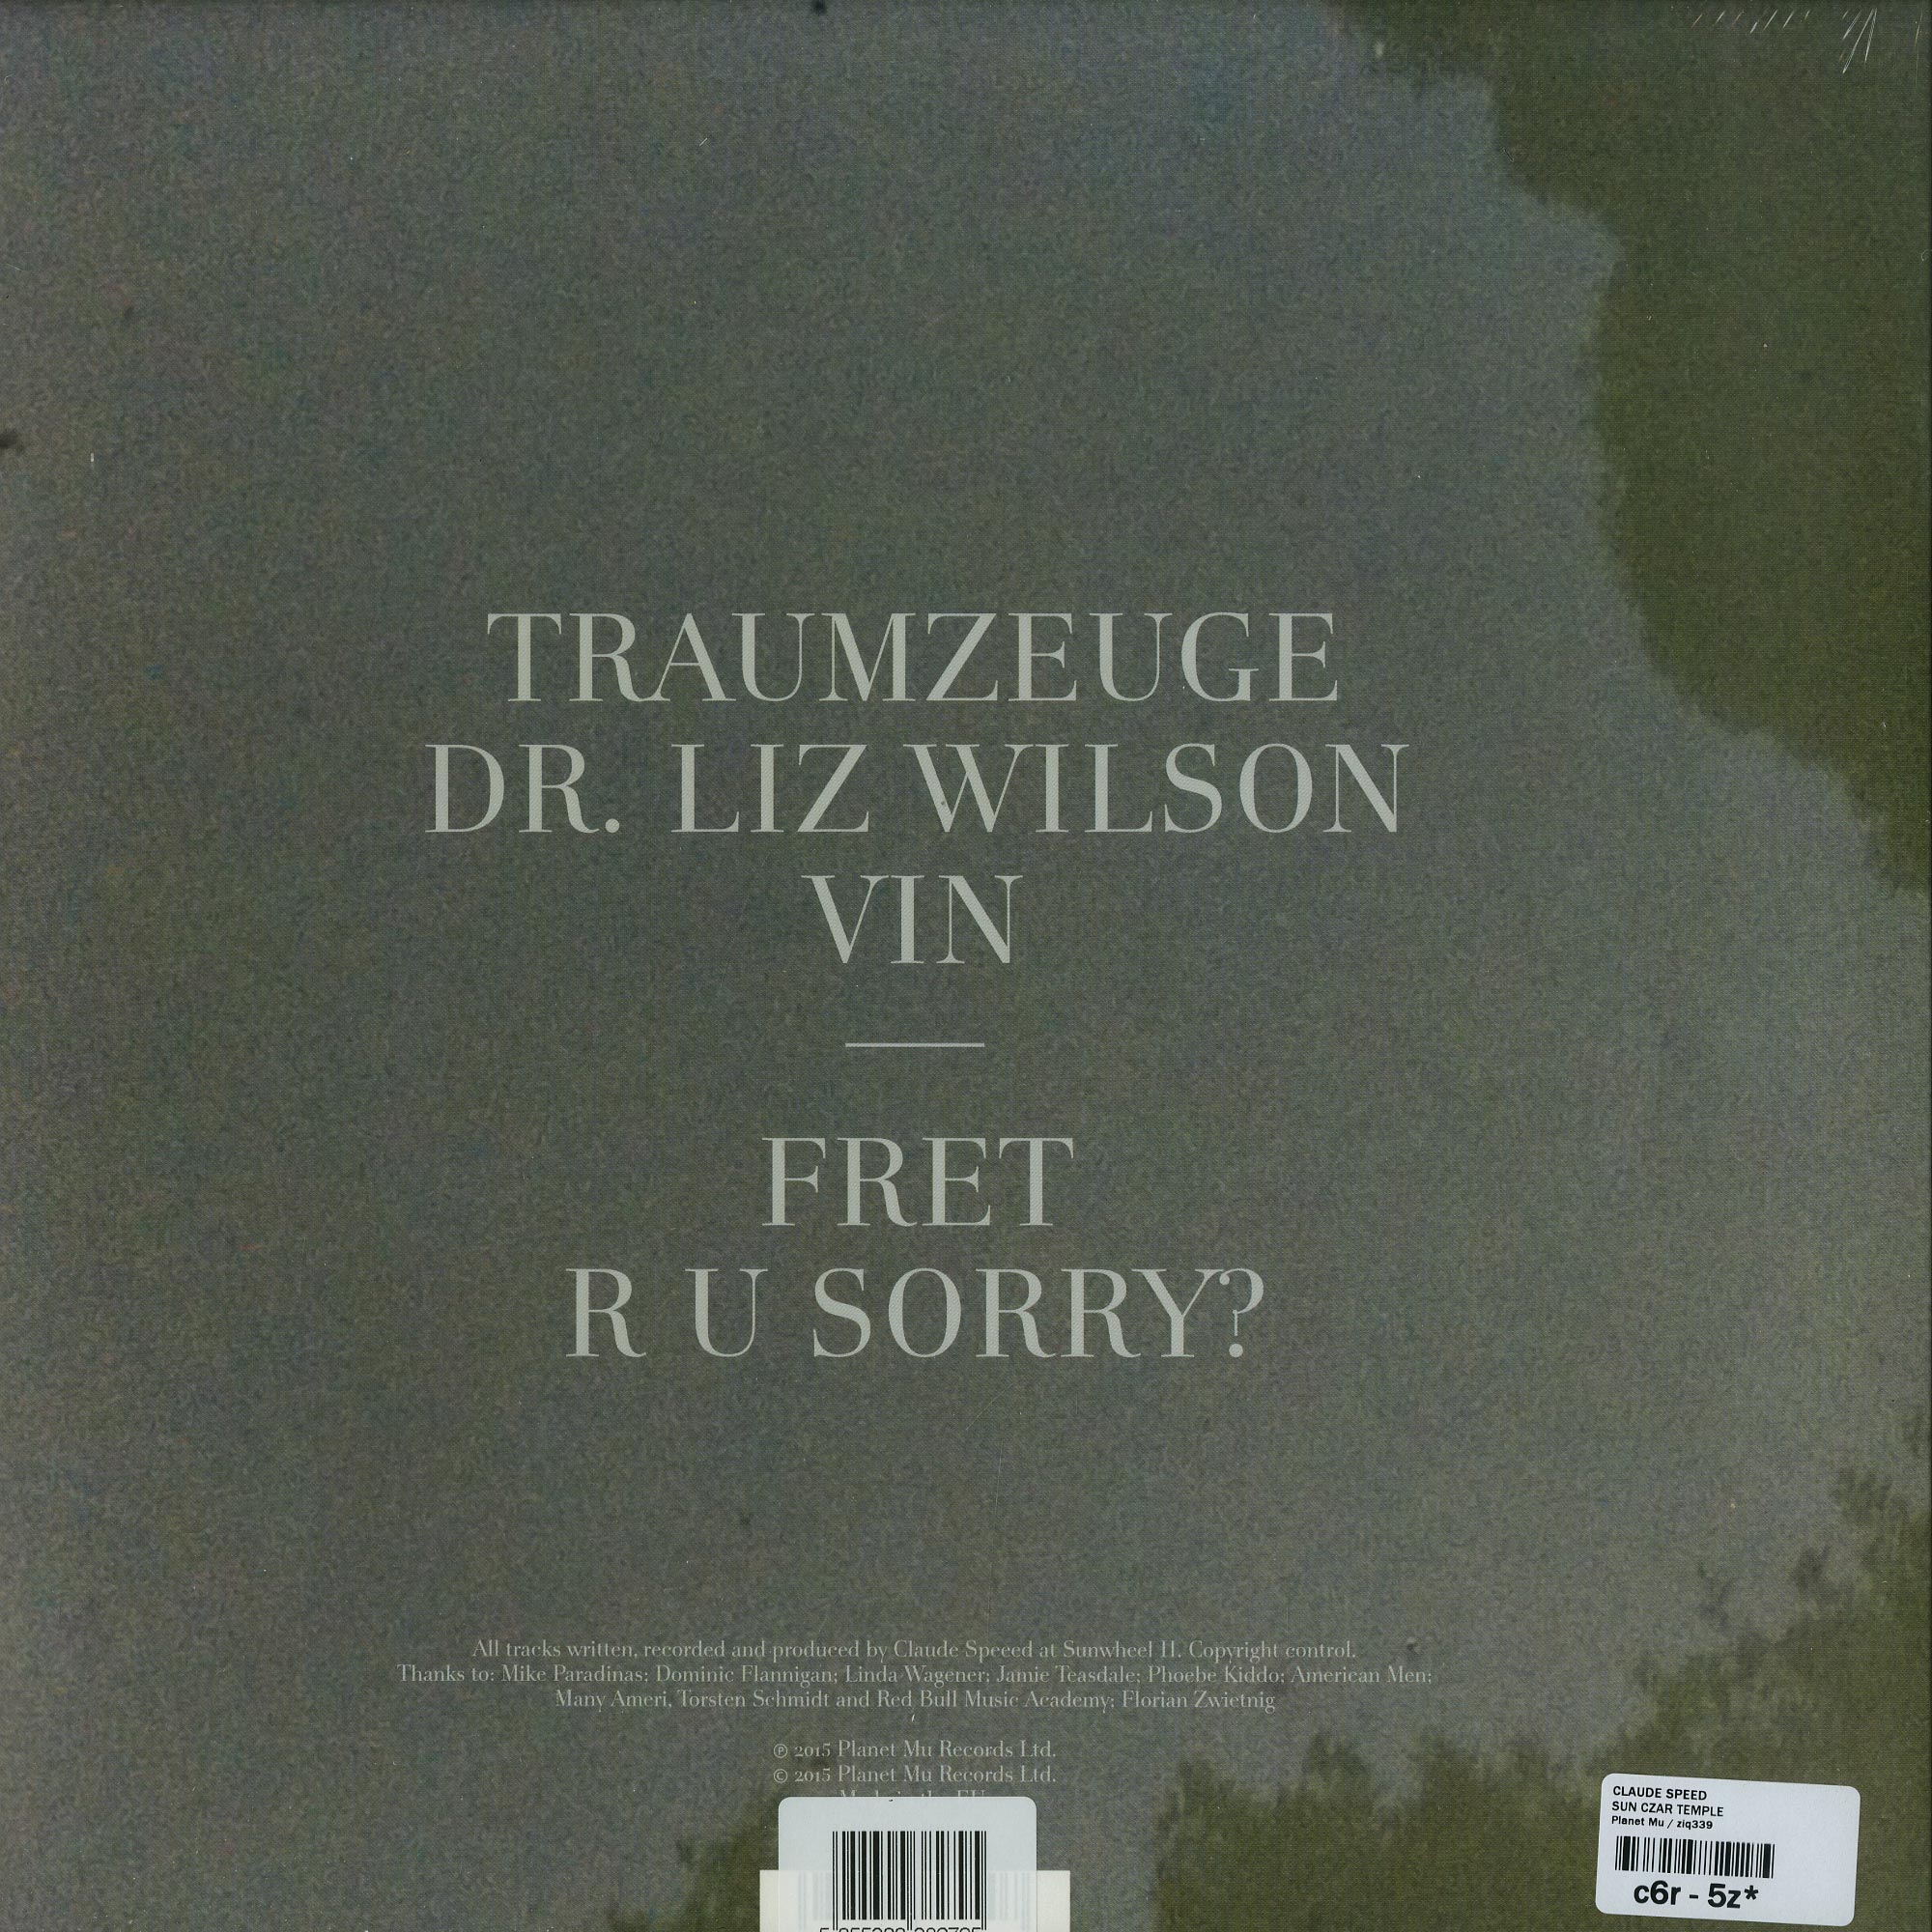 TRAUMZEUGE
DR. LIZ WILSON
VIN
FRET
R U SORRY?
All tracks written, recorded and produced by Claude Speeed at Sunwheel II. Copyright control.
Thanks to: Mike Paradinas; Dominic Flannigan; Linda Wagener; Jamie Teasdale; Phoebe Kiddo; American Men;
Many Ameri, Torsten Schmidt and Red Bull Music Academy; Florian Zwietnig
℗ 2015 Planet Mu Records Ltd.
© 2015 Planet Mu Records Ltd.
CLAUDE SPEED
SUN CZAR TEMPLE
Planet Mu / ziq339
c6r - 5z*